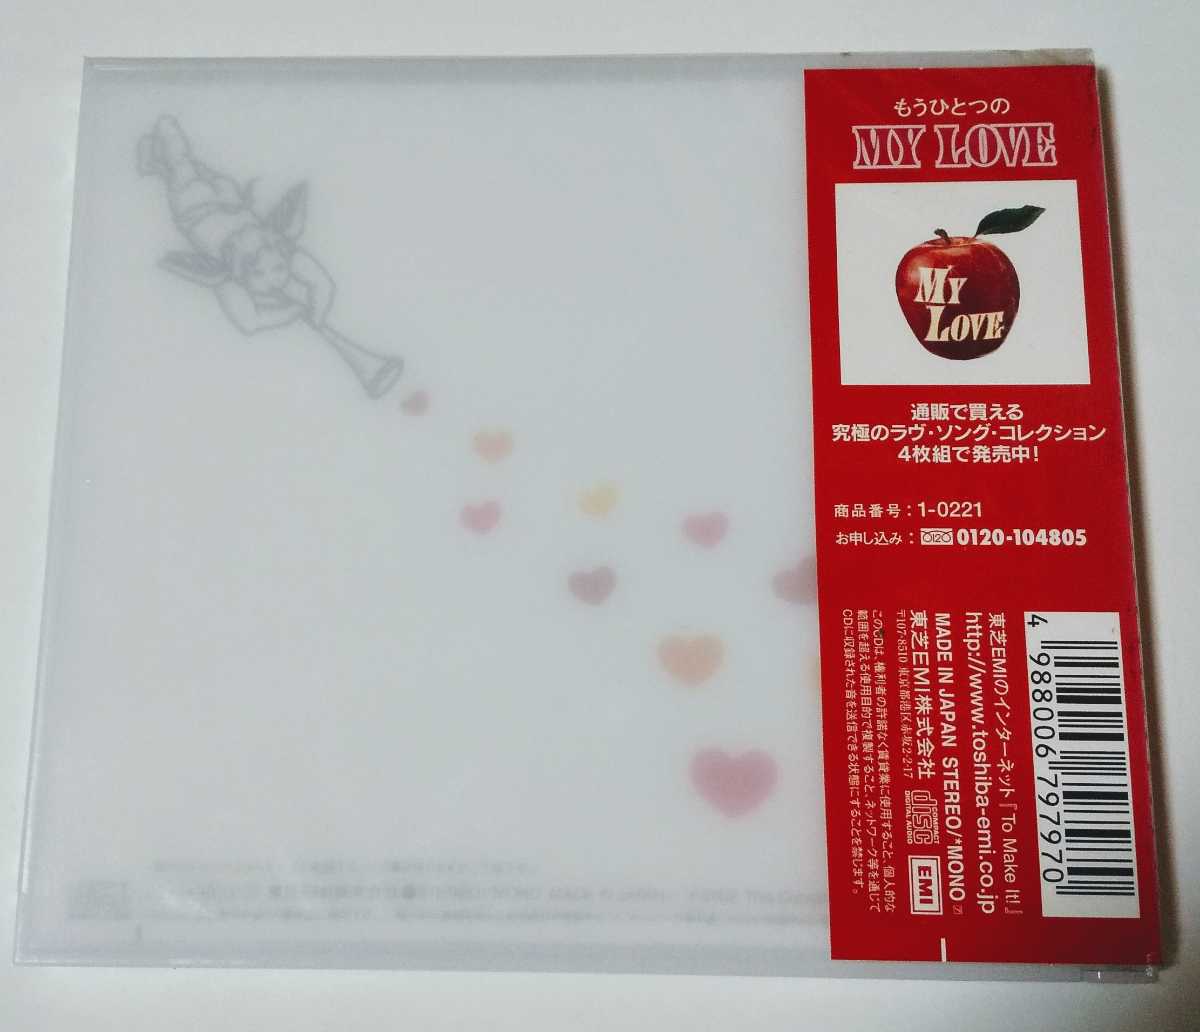 もうひとつの
MY LOVE
MY
LOVE
通販で買える
究極のラヴ・ソング・コレクション
4枚組で発売中!
商品番号:1-0221
お申し込み:0120-104805
東芝EMIのインターネット『To Make It!』
http://www.toshiba-emi.co.jp
MADE IN JAPAN STEREO/*MONO
東芝EMI株式会社
〒107-8510 東京都港区赤坂2-2-17
COMPACT
disc
DIGITAL AUDIO
EMI
このCDは、権利者の許諾なく賃貸業に使用すること、個人的な
範囲を超える使用目的で複製すること、ネットワーク等を通じて
CDに収録された音を送信できる状態にすることを禁じます。
4 988006 797970